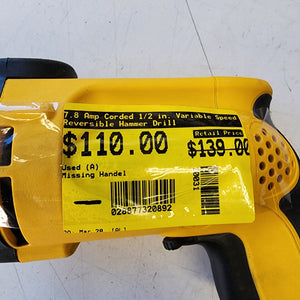 7.8 Amp Corded 1/2 in. Variable Speed
Reversible Hammer Drill
Retail Price
$110.00
$139.00
Used (A)
Missing Handel
028877320892